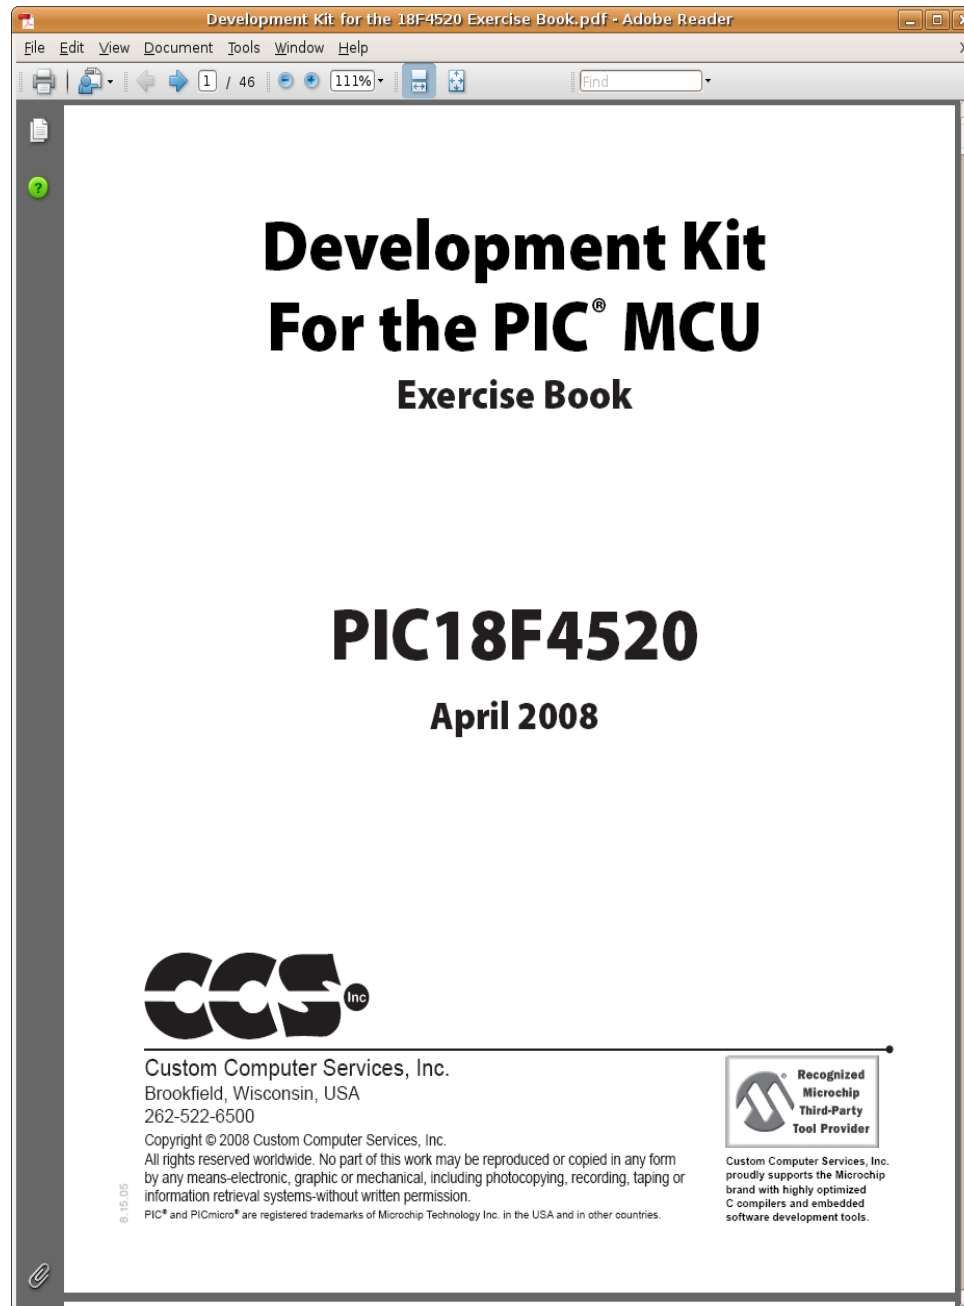 Development Kit for the 18F4520 Exercise Book.pdf - Adobe Reader
File Edit View Document Tools Window Help
1 / 46 111% Find
?
Development Kit
For the PIC® MCU
Exercise Book
PIC18F4520
April 2008
CCS Inc
Custom Computer Services, Inc.
Brookfield, Wisconsin, USA
262-522-6500
Copyright © 2008 Custom Computer Services, Inc.
All rights reserved worldwide. No part of this work may be reproduced or copied in any form
by any means-electronic, graphic or mechanical, including photocopying, recording, taping or
information retrieval systems-without written permission.
PIC® and PICmicro® are registered trademarks of Microchip Technology Inc. in the USA and in other countries.
8.15.05
Recognized
Microchip
Third-Party
Tool Provider
Custom Computer Services, Inc.
proudly supports the Microchip
brand with highly optimized
C compilers and embedded
software development tools.